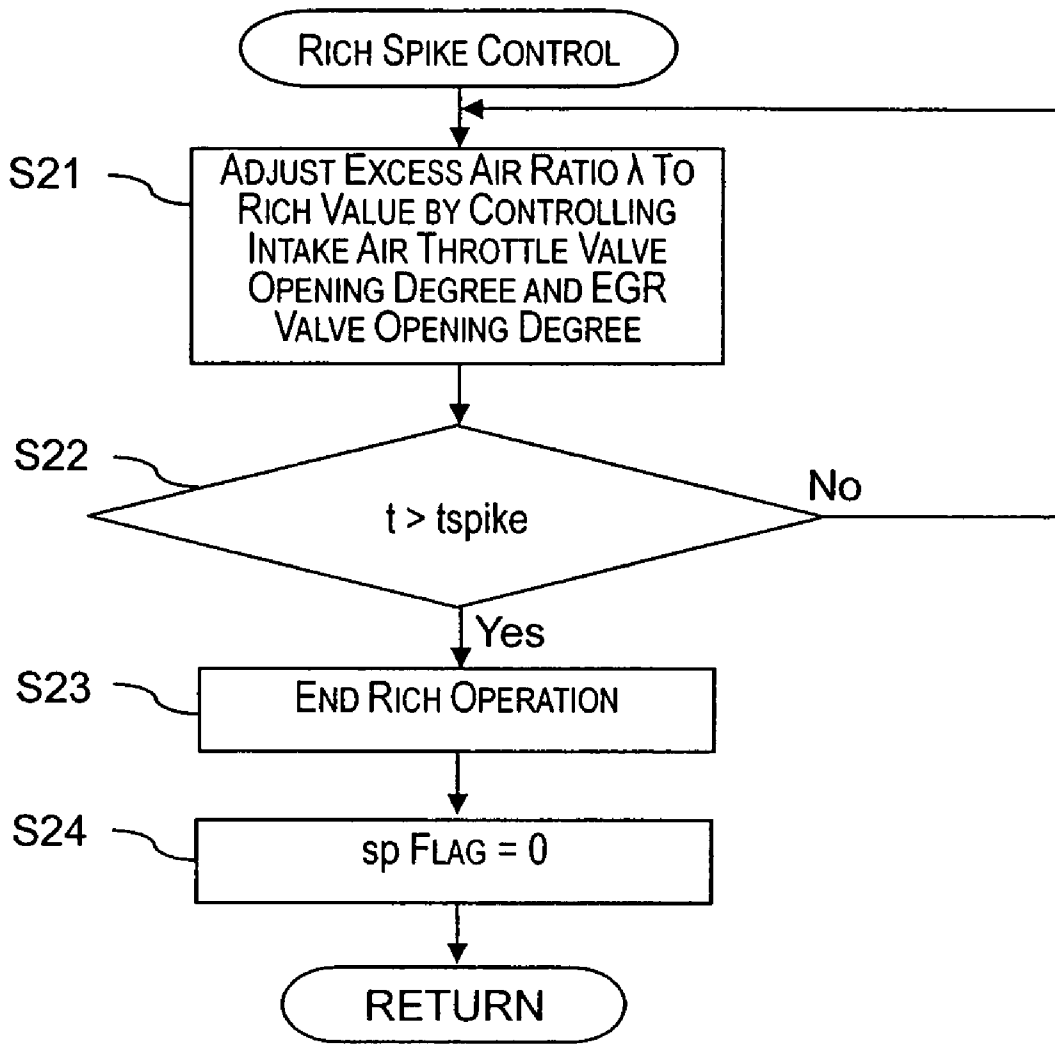 RICH SPIKE CONTROL
S21
ADJUST EXCESS AIR RATIO λ TO
RICH VALUE BY CONTROLLING
INTAKE AIR THROTTLE VALVE
OPENING DEGREE AND EGR
VALVE OPENING DEGREE
S22
t > tspike
No
Yes
S23
END RICH OPERATION
S24
sp FLAG = 0
RETURN